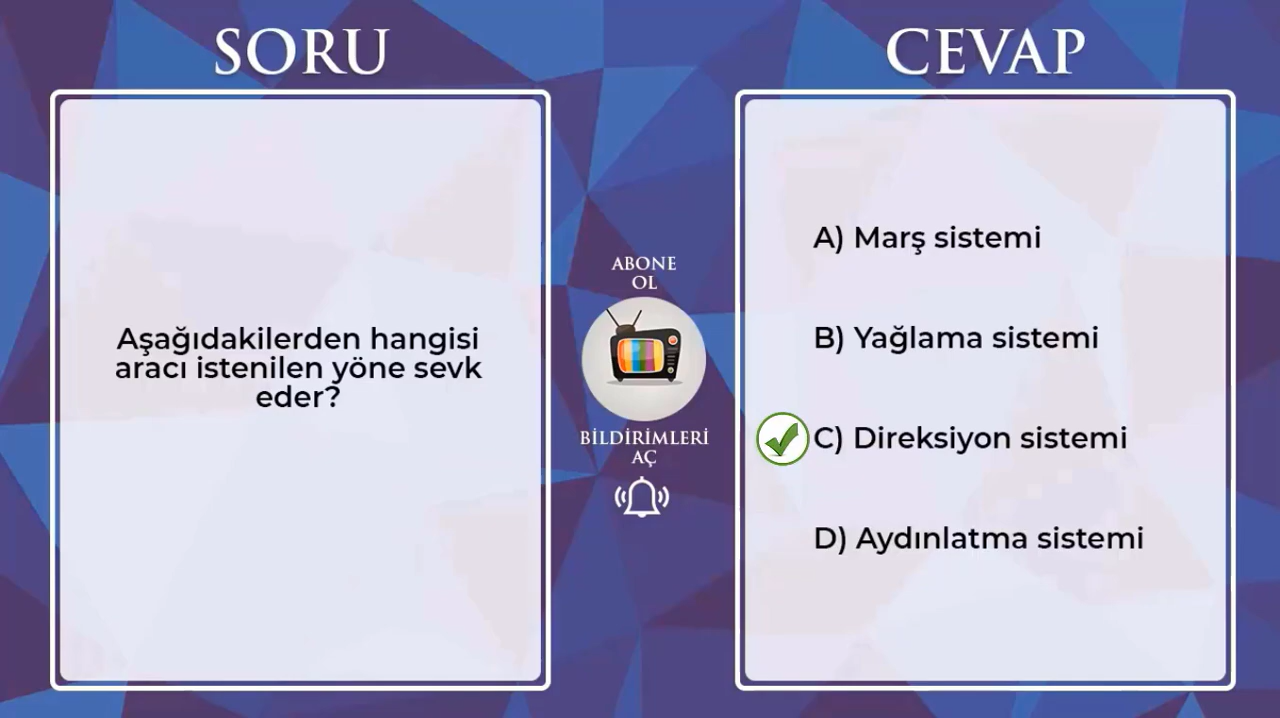 SORU
Aşağıdakilerden hangisi
aracı istenilen yöne sevk
eder?
ABONE
OL
BİLDİRİMLERİ
AÇ
CEVAP
A) Marş sistemi
B) Yağlama sistemi
C) Direksiyon sistemi
D) Aydınlatma sistemi